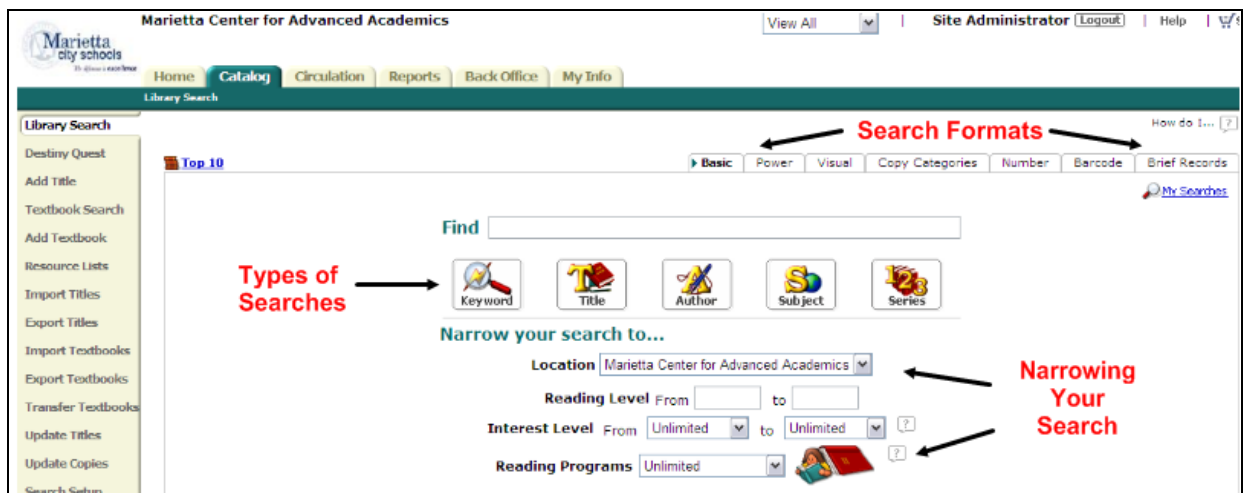 Marietta Center for Advanced Academics
View All | Site Administrator Logout | Help |
Marietta
city schools
Home Catalog Circulation Reports Back Office My Info
Library Search
Library Search
How do I... ?
Search Formats
Destiny Quest
Top 10
Basic Power Visual Copy Categories Number Barcode Brief Records
Add Title
My Searches
Textbook Search
Find
Add Textbook
Resource Lists
Types of
Searches
Keyword Title Author Subject Series
Import Titles
Export Titles
Narrow your search to...
Import Textbooks
Location Marietta Center for Advanced Academics
Export Textbooks
Narrowing
Your
Search
Reading Level From to
Transfer Textbooks
Interest Level From Unlimited to Unlimited ?
Update Titles
Reading Programs Unlimited ?
Update Copies
Search Setup